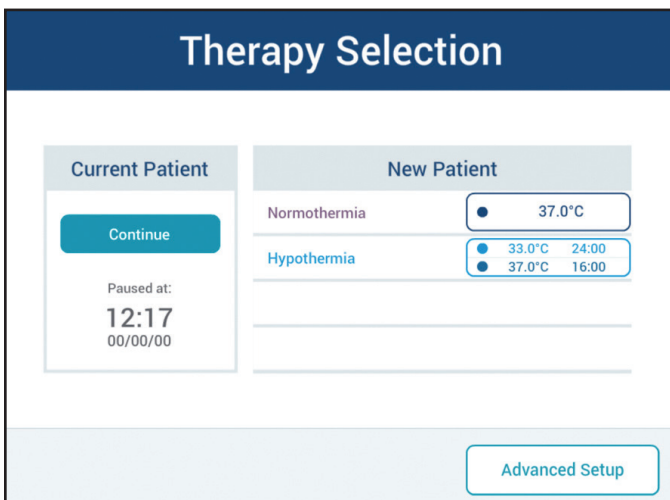 Therapy Selection
Current Patient
Continue
Paused at:
12:17
00/00/00
New Patient
Normothermia 37.0°C
Hypothermia 33.0°C 24:00
37.0°C 16:00
Advanced Setup